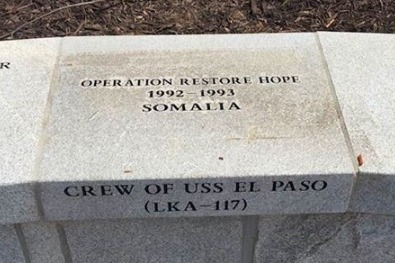 R
OPERATION RESTORE HOPE
1992-1993
SOMALIA
CREW OF USS EL PASO
(LKA-117)